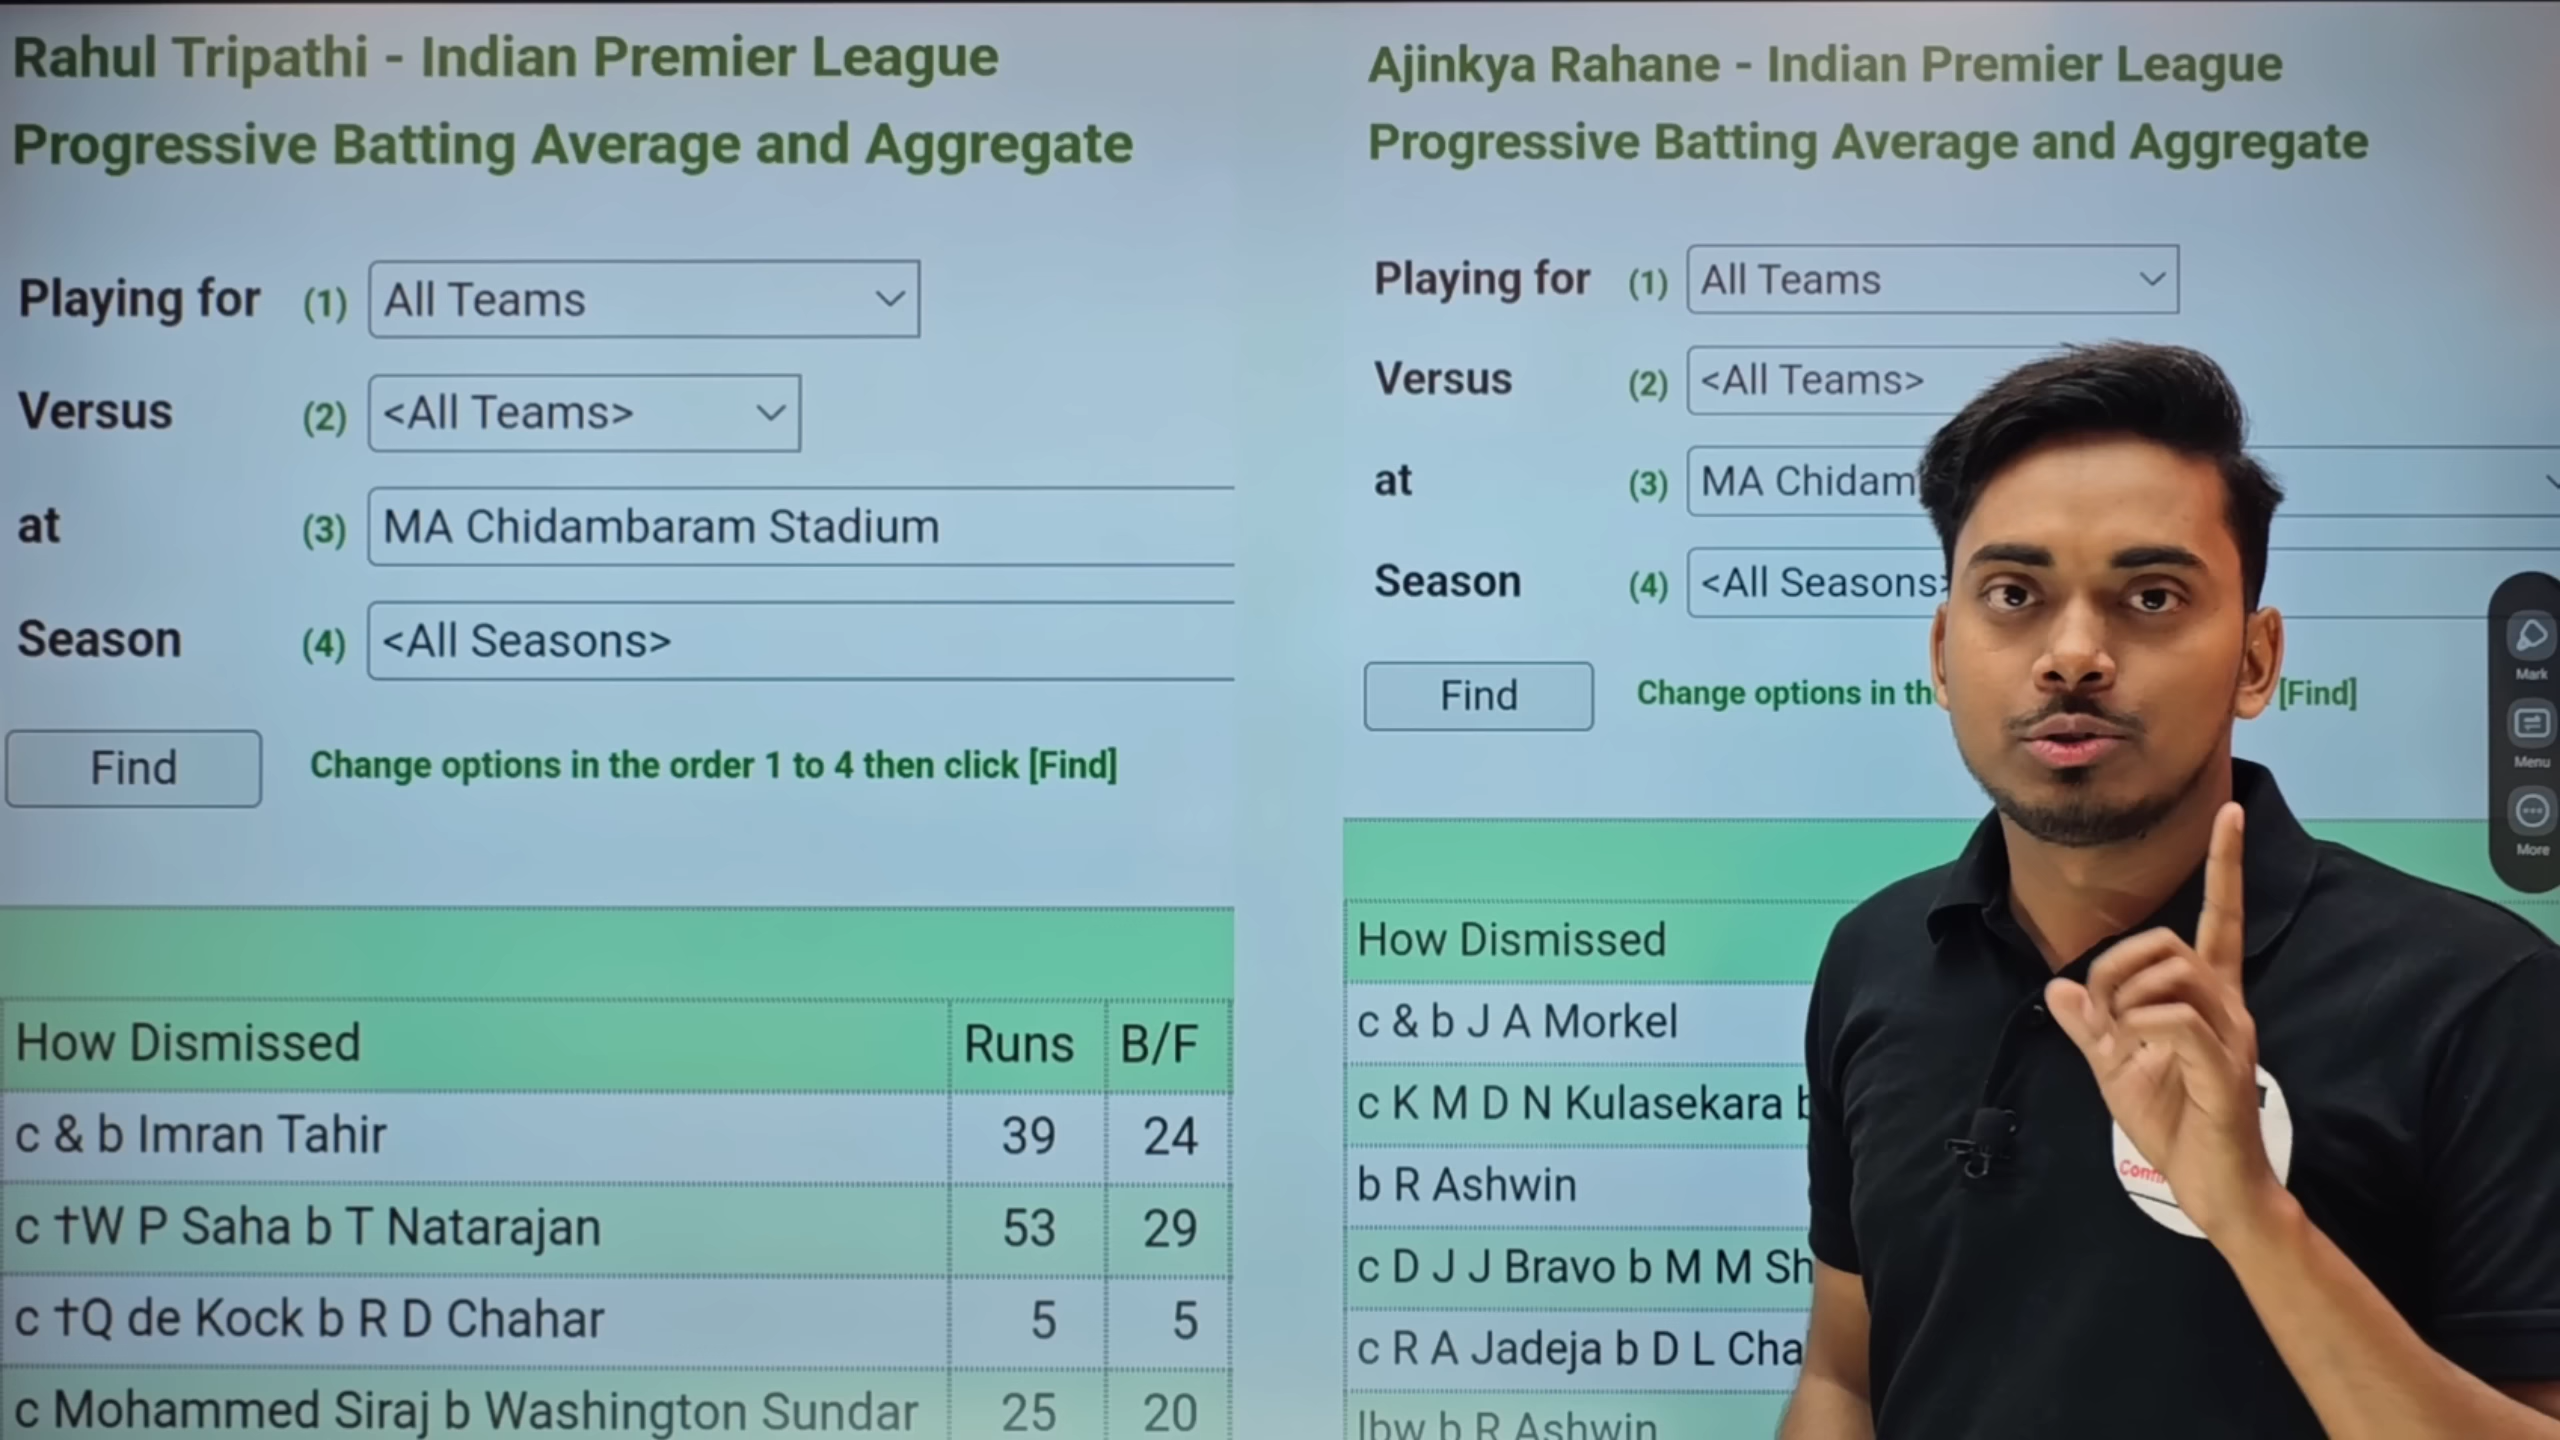 Rahul Tripathi - Indian Premier League
Progressive Batting Average and Aggregate
Playing for (1) All Teams
Versus (2) <All Teams>
at (3) MA Chidambaram Stadium
Season (4) <All Seasons>
Find Change options in the order 1 to 4 then click [Find]
How Dismissed Runs B/F
c & b Imran Tahir 39 24
c †W P Saha b T Natarajan 53 29
c †Q de Kock b R D Chahar 5 5
c Mohammed Siraj b Washington Sundar 25 20
Ajinkya Rahane - Indian Premier League
Progressive Batting Average and Aggregate
Playing for (1) All Teams
Versus (2) <All Teams>
at (3) MA Chidam
Season (4) <All Seasons>
Find Change options in th [Find]
How Dismissed
c & b J A Morkel
c K M D N Kulasekara b
b R Ashwin
c D J J Bravo b M M Sh
c R A Jadeja b D L Cha
lbw b R Ashwin
Mark
Menu
More